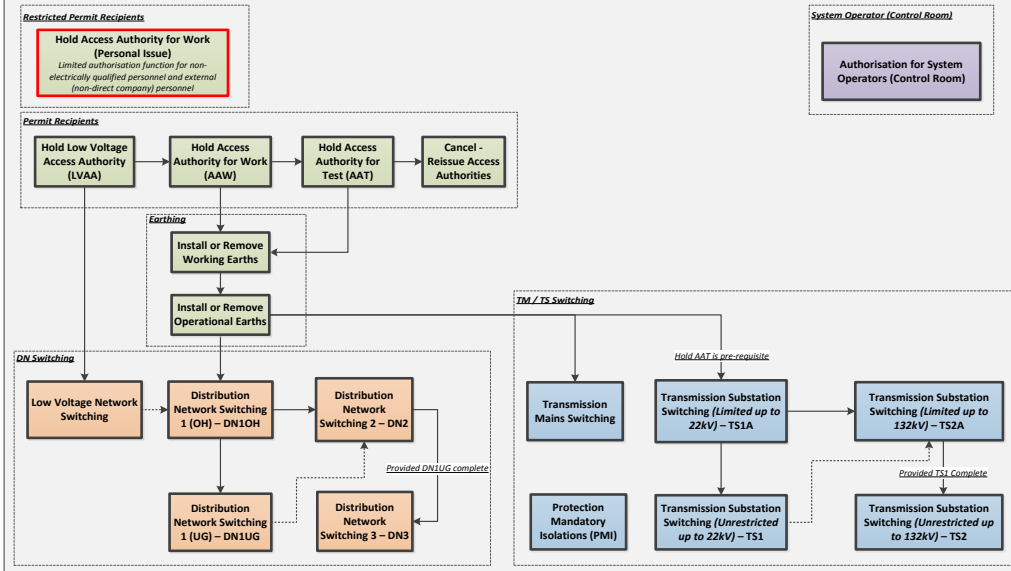 Restricted Permit Recipients
Hold Access Authority for Work
(Personal Issue)
Limited authorisation function for non-
electrically qualified personnel and external
(non-direct company) personnel
System Operator (Control Room)
Authorisation for System
Operators (Control Room)
Permit Recipients
Hold Low Voltage
Access Authority
(LVAA)
Hold Access
Authority for Work
(AAW)
Hold Access
Authority for
Test (AAT)
Cancel -
Reissue Access
Authorities
Earthing
Install or Remove
Working Earths
Install or Remove
Operational Earths
DN Switching
Low Voltage Network
Switching
Distribution
Network Switching
1 (OH) – DN1OH
Distribution
Network
Switching 2 – DN2
Provided DN1UG complete
Distribution
Network Switching
1 (UG) – DN1UG
Distribution
Network
Switching 3 – DN3
TM / TS Switching
Hold AAT is pre-requisite
Transmission
Mains Switching
Transmission Substation
Switching (Limited up to
22kV) – TS1A
Transmission Substation
Switching (Limited up to
132kV) – TS2A
Provided TS1 Complete
Protection
Mandatory
Isolations (PMI)
Transmission Substation
Switching (Unrestricted
up to 22kV) – TS1
Transmission Substation
Switching (Unrestricted up
to 132kV) – TS2